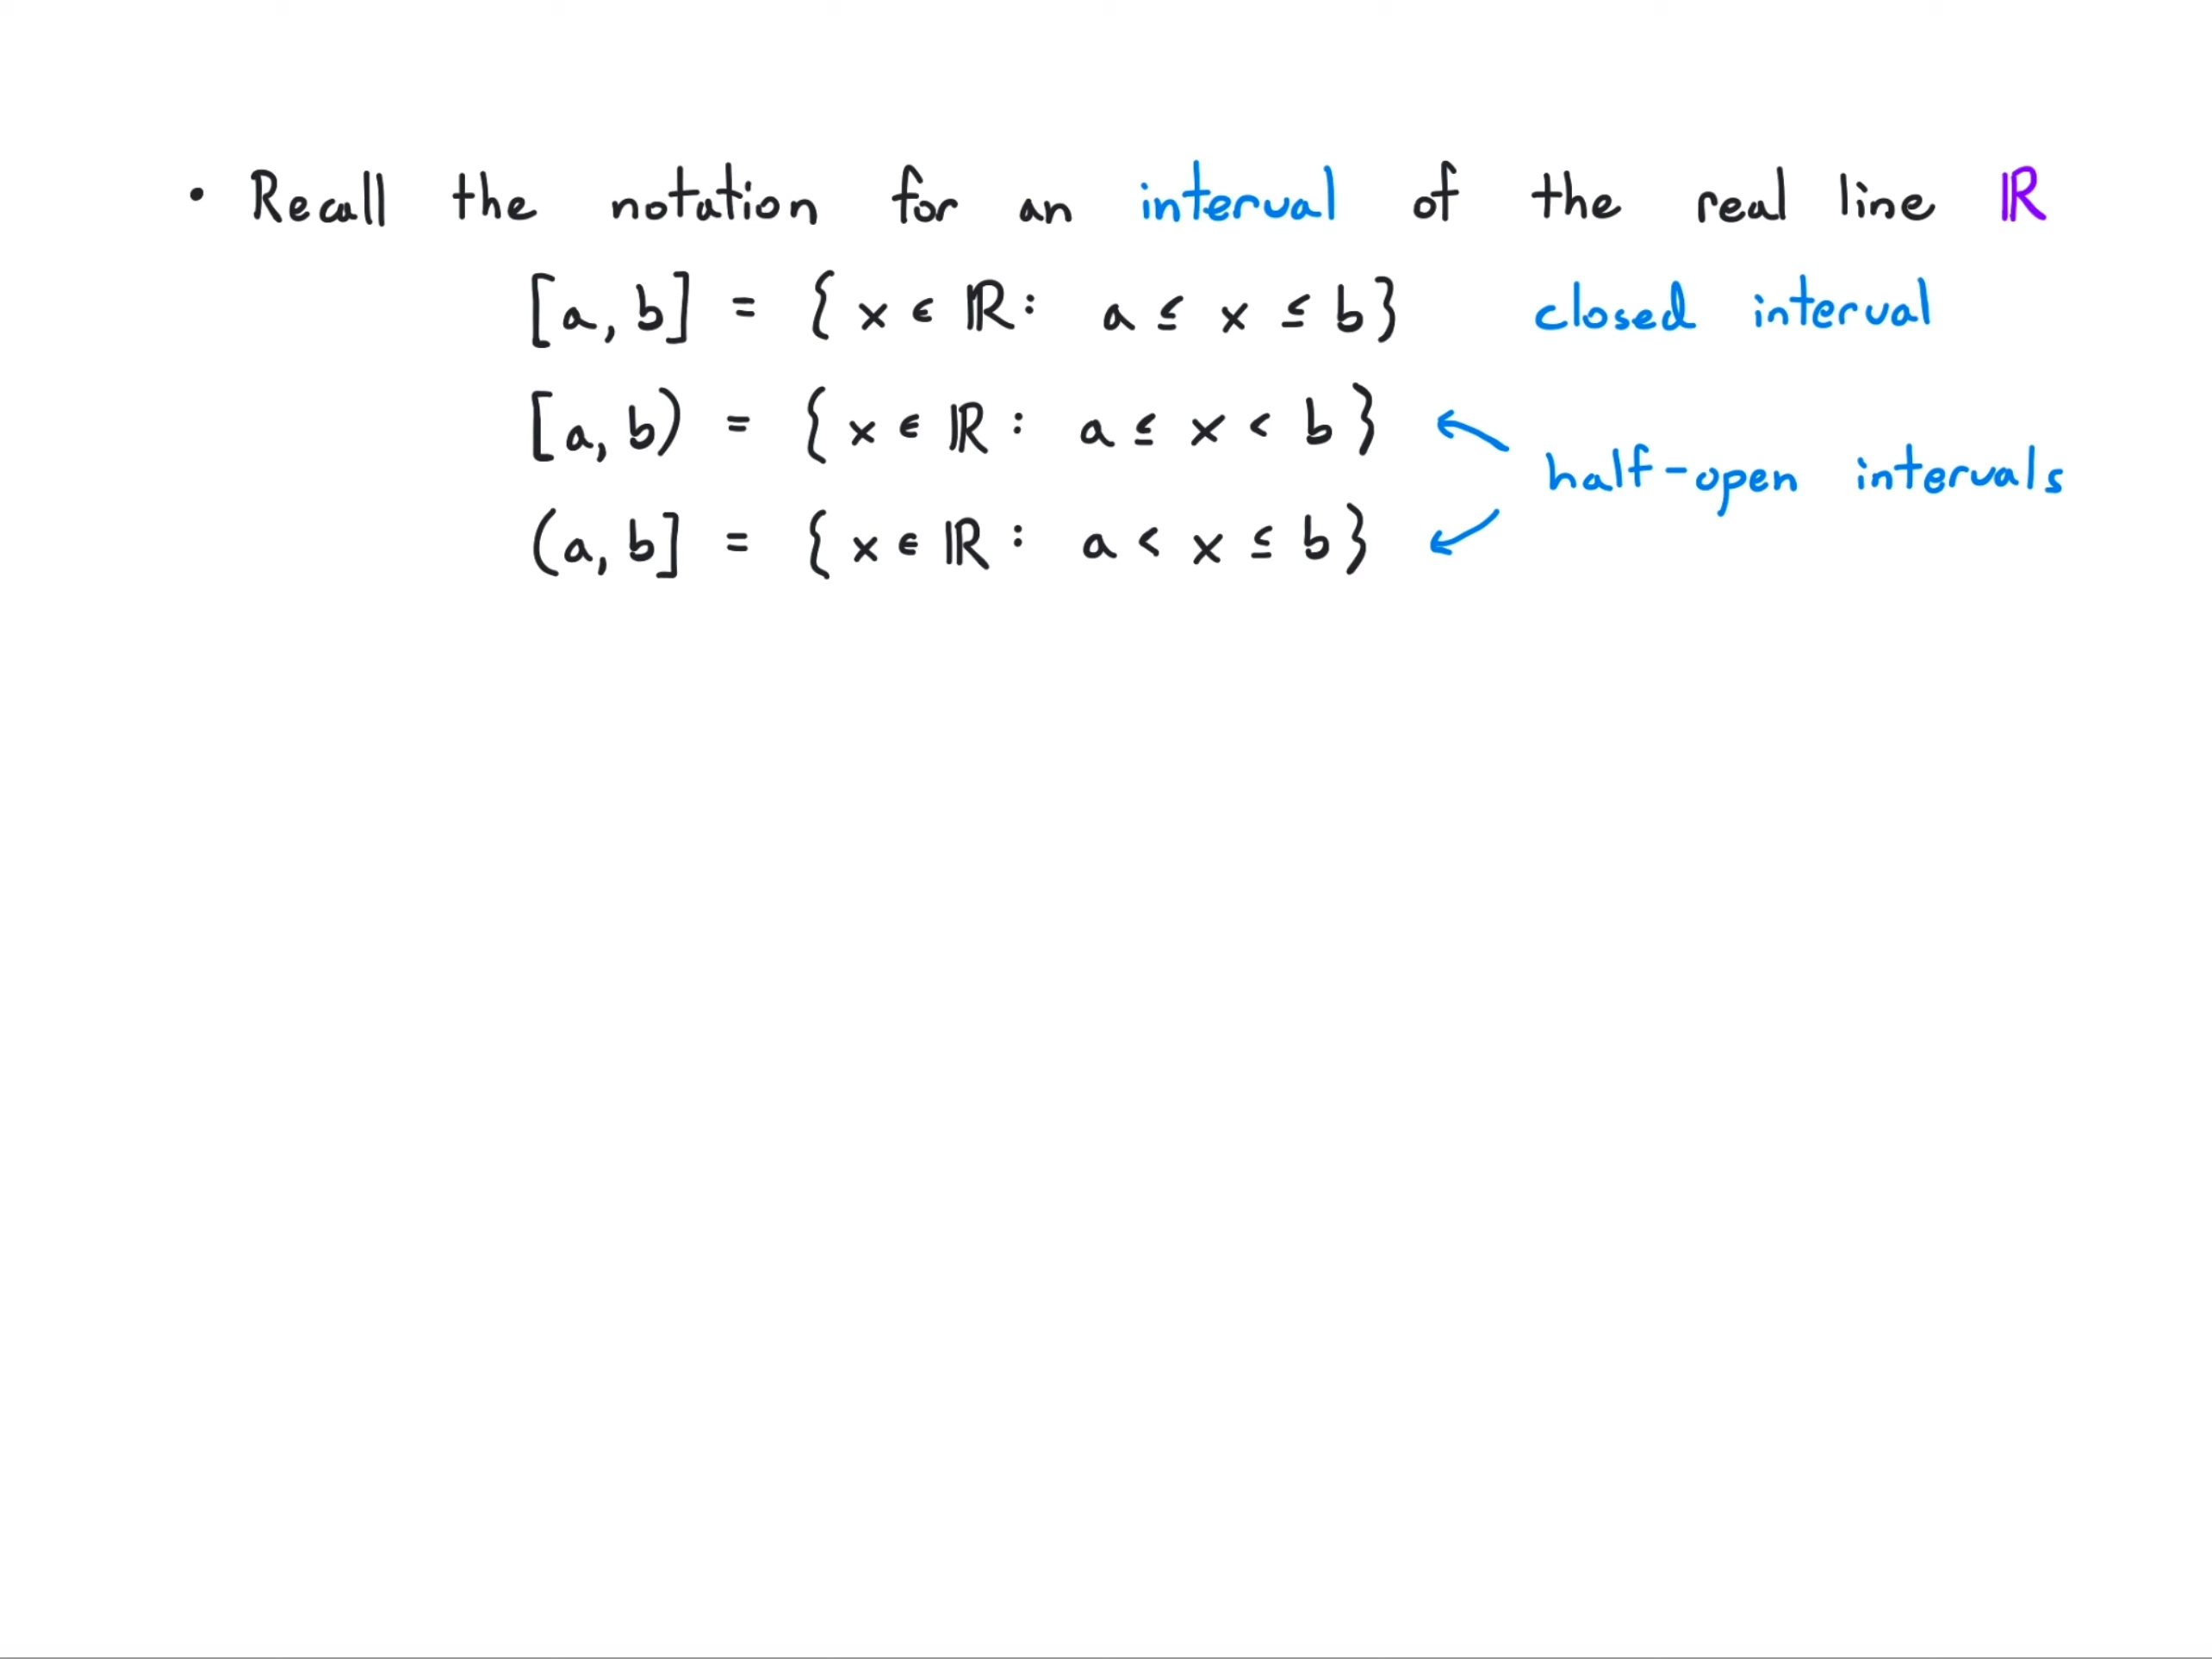 • Recall the notation for an interval of the real line ℝ
[a, b] = { x ∈ ℝ : a ≤ x ≤ b } closed interval
[a, b) = { x ∈ ℝ : a ≤ x < b }
half-open intervals
(a, b] = { x ∈ ℝ : a < x ≤ b }